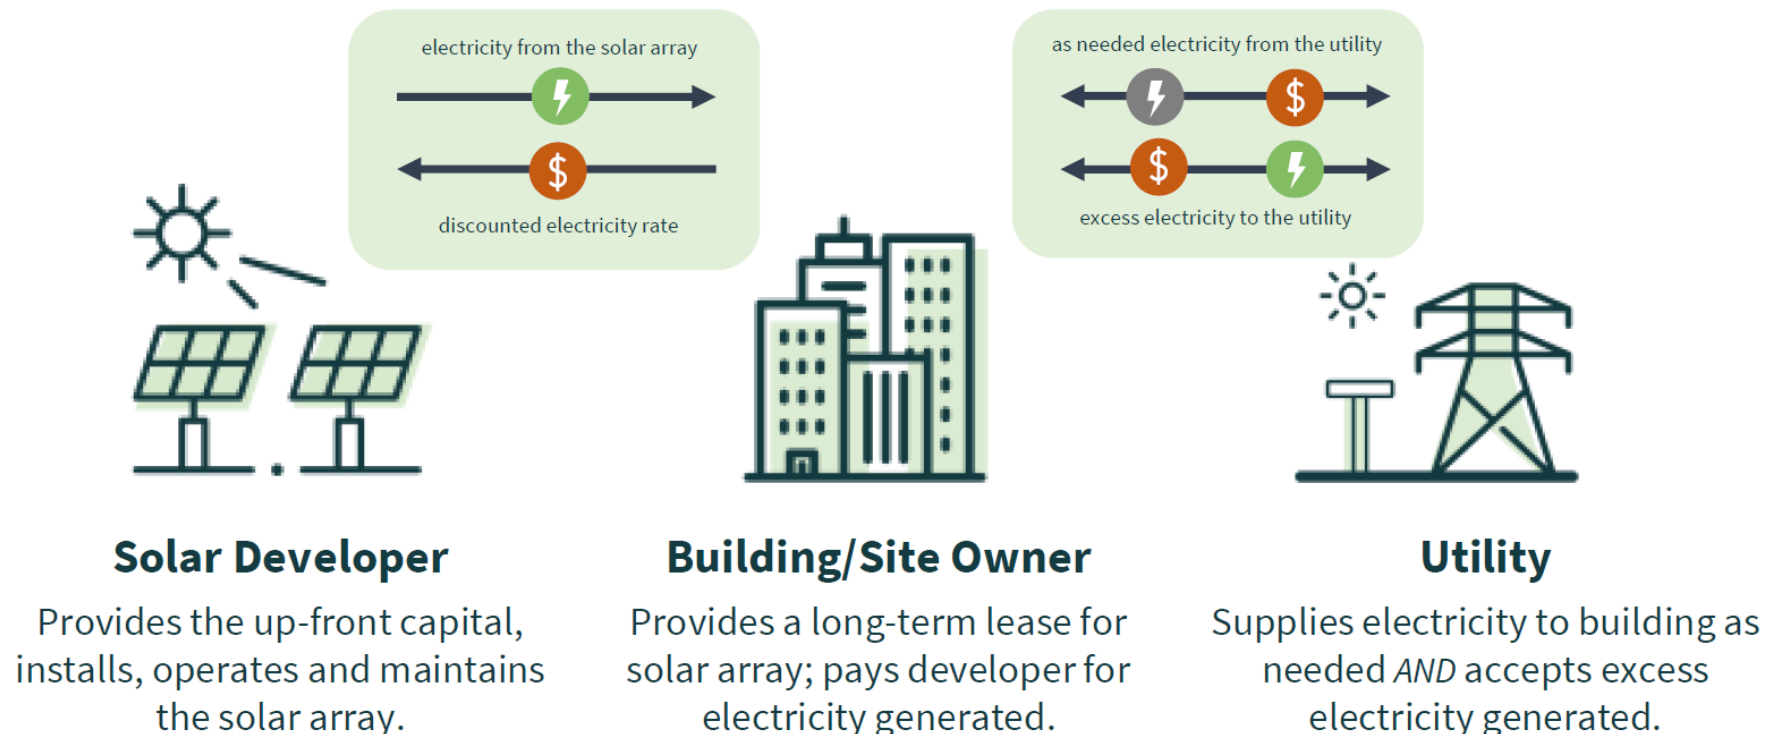 electricity from the solar array
$
discounted electricity rate
as needed electricity from the utility
$
$
excess electricity to the utility
Solar Developer
Provides the up-front capital,
installs, operates and maintains
the solar array.
Building/Site Owner
Provides a long-term lease for
solar array; pays developer for
electricity generated.
Utility
Supplies electricity to building as
needed AND accepts excess
electricity generated.